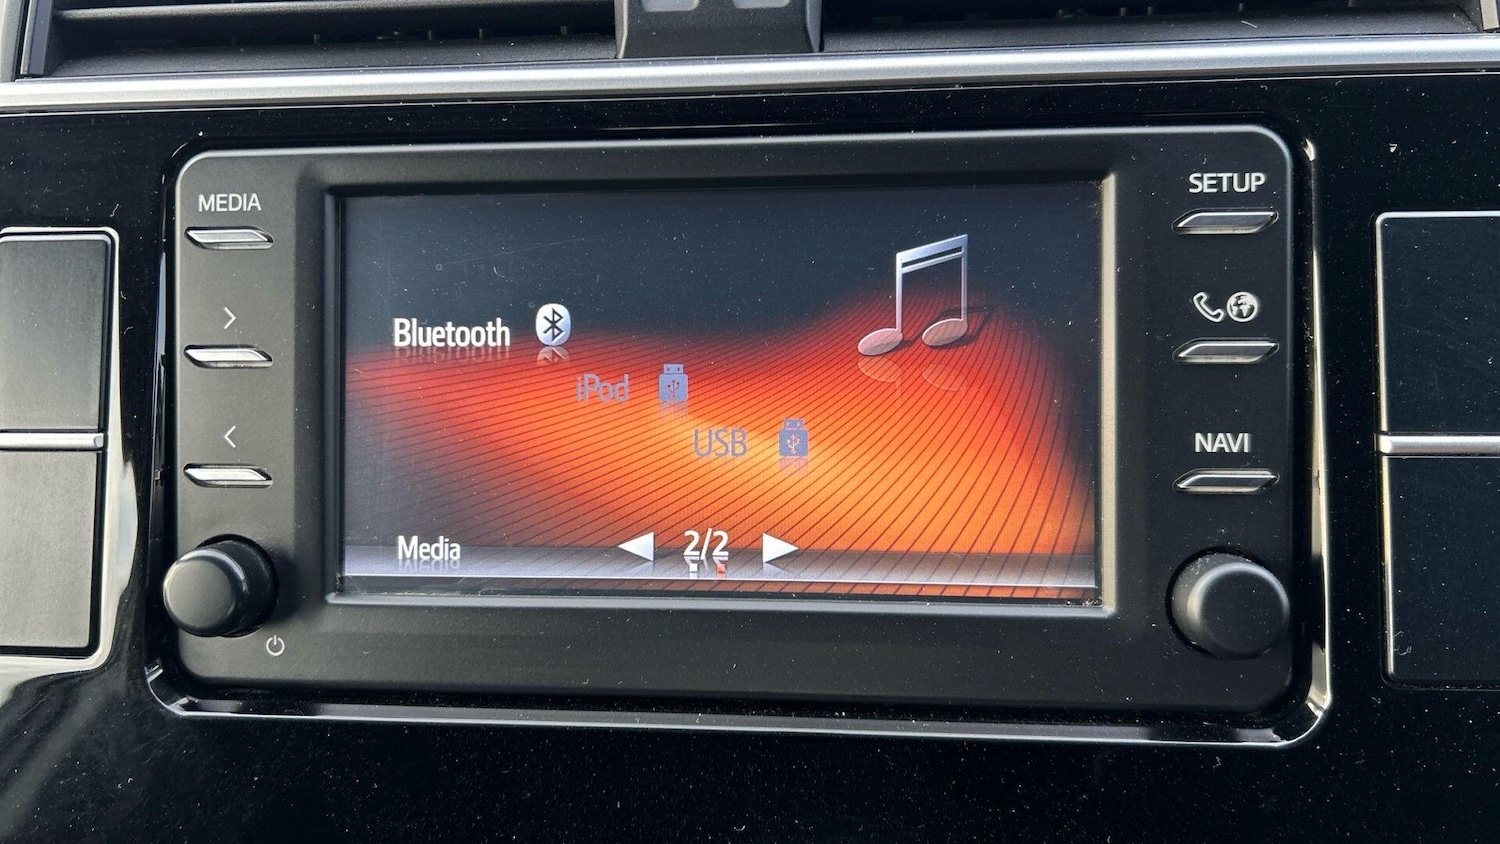 MEDIA
SETUP
>
<
NAVI
Bluetooth
iPod
USB
Media
2/2